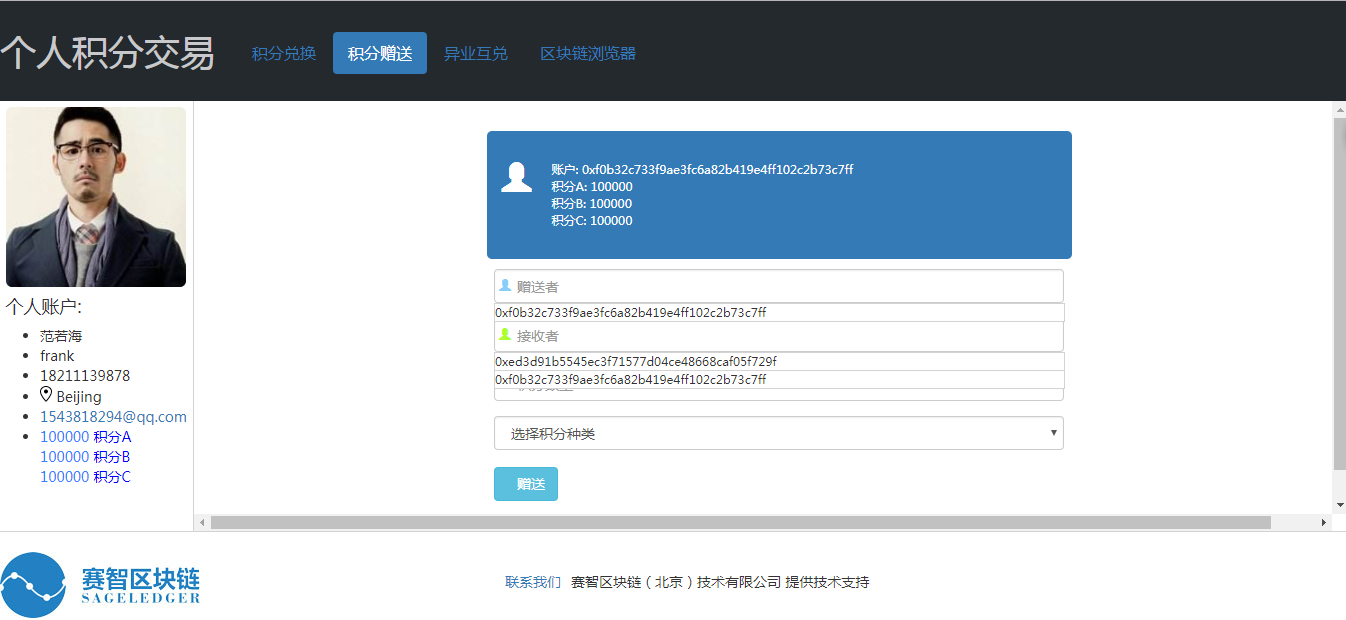 个人积分交易 积分兑换 积分赠送 异业互兑 区块链浏览器
个人账户:
范若海
frank
18211139878
Beijing
1543818294@qq.com
100000 积分A
100000 积分B
100000 积分C
账户: 0xf0b32c733f9ae3fc6a82b419e4ff102c2b73c7ff
积分A: 100000
积分B: 100000
积分C: 100000
赠送者
0xf0b32c733f9ae3fc6a82b419e4ff102c2b73c7ff
接收者
0xed3d91b5545ec3f71577d04ce48668caf05f729f
0xf0b32c733f9ae3fc6a82b419e4ff102c2b73c7ff
选择积分种类
赠送
赛智区块链
SAGELEDGER
联系我们 赛智区块链（北京）技术有限公司 提供技术支持